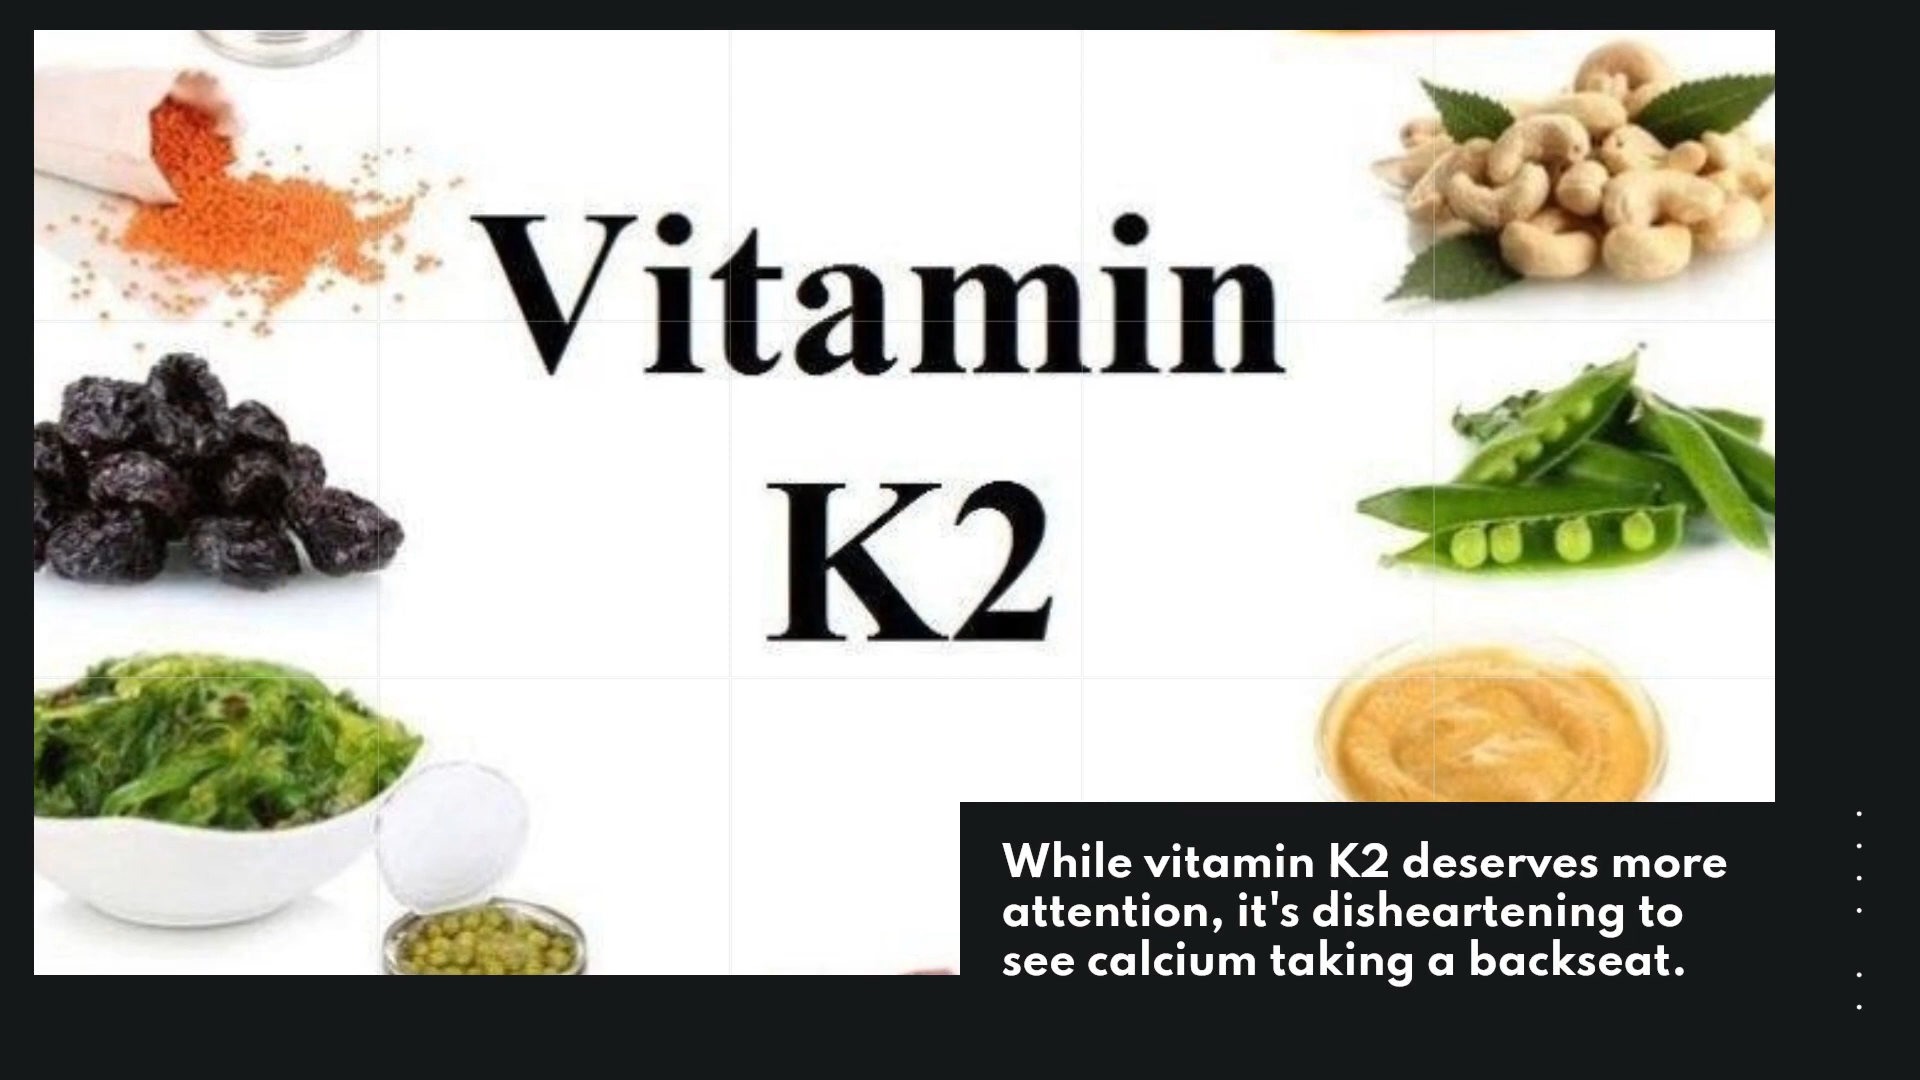 Vitamin
K2
While vitamin K2 deserves more
attention, it's disheartening to
see calcium taking a backseat.